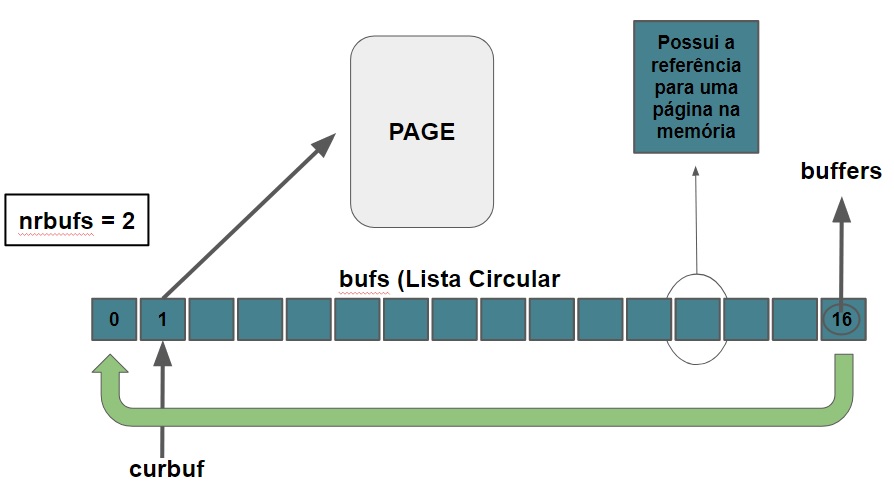 Possui a
referência
para uma
página na
memória
PAGE
buffers
nrbufs = 2
bufs (Lista Circular
0
1
16
curbuf